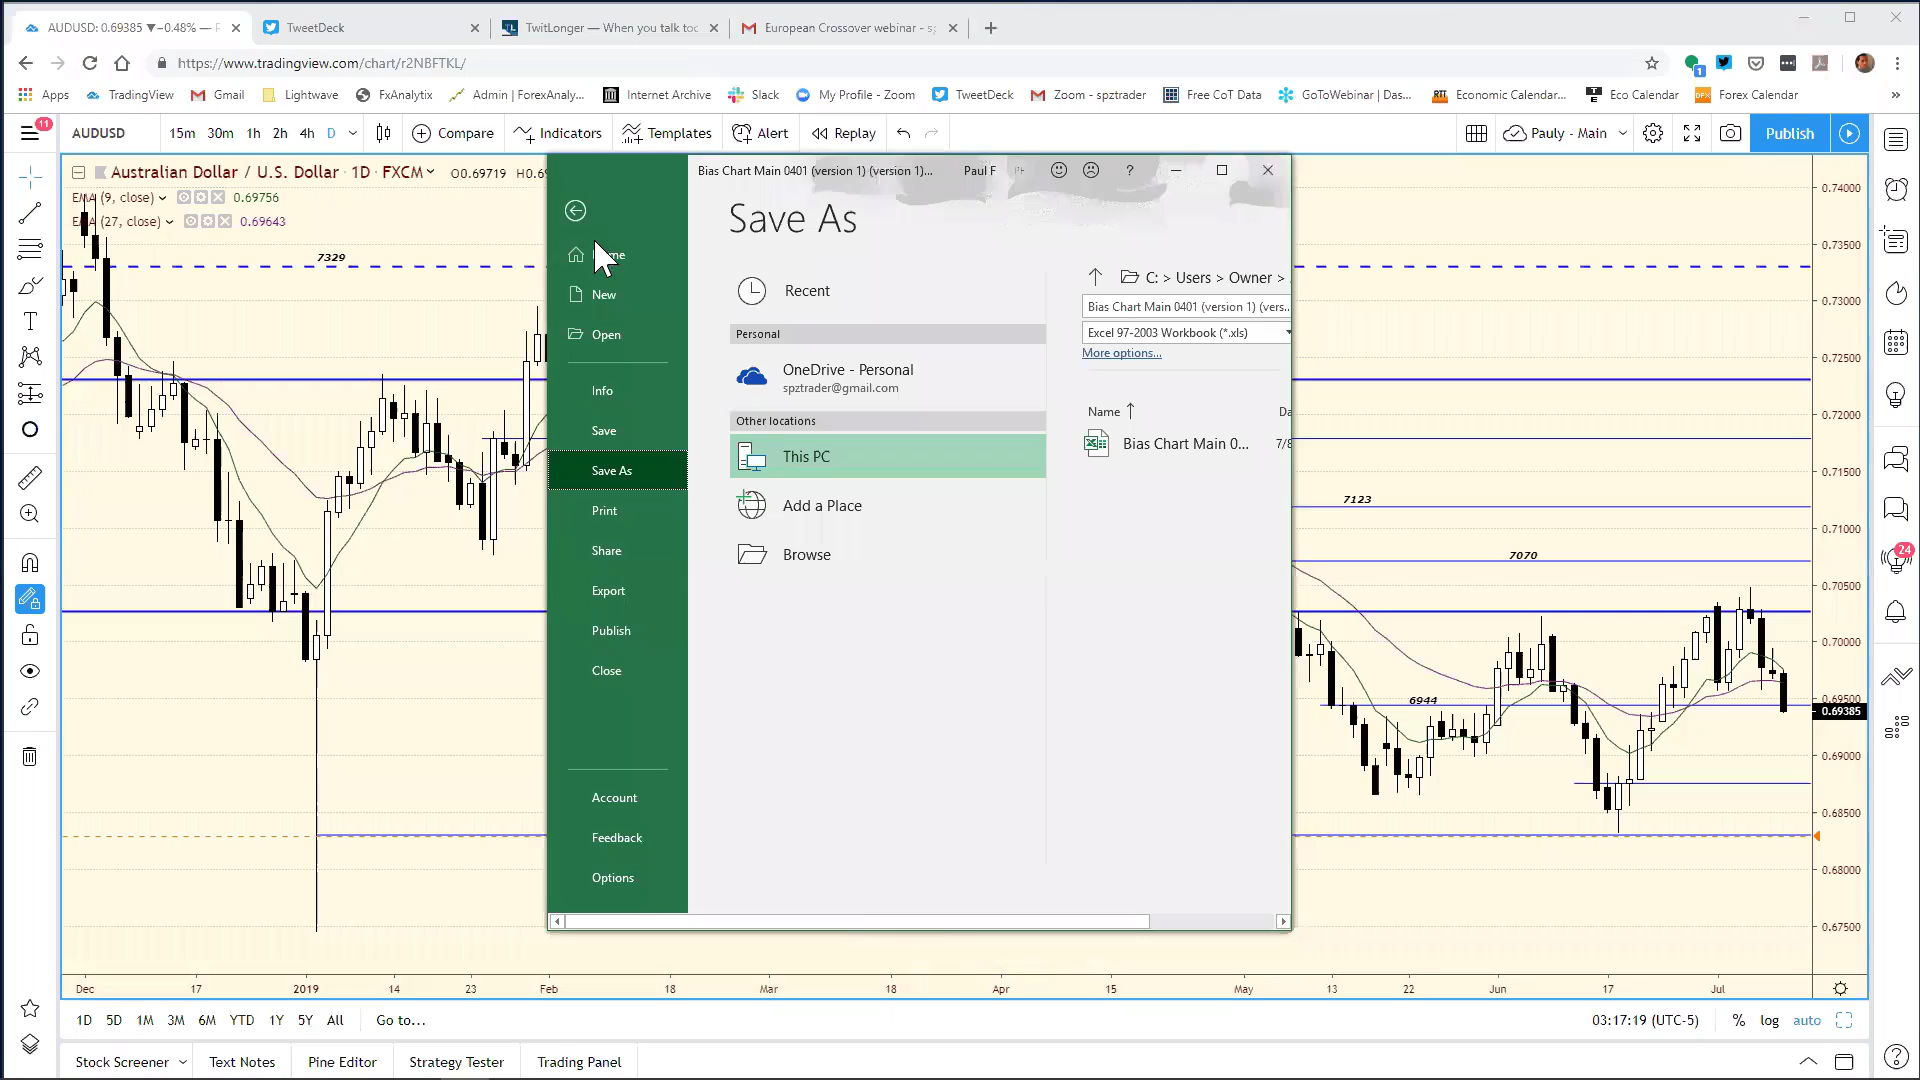 AUDUSD: 0.69385 ▼−0.48% —
TweetDeck
TwitLonger — When you talk too
European Crossover webinar - sp
https://www.tradingview.com/chart/r2NBFTKL/
1
Apps
TradingView
Gmail
Lightwave
FxAnalytix
Admin | ForexAnaly...
Internet Archive
Slack
My Profile - Zoom
TweetDeck
Zoom - spztrader
Free CoT Data
GoToWebinar | Das...
Economic Calendar...
Eco Calendar
Forex Calendar
»
11
AUDUSD
15m 30m 1h 2h 4h D
Compare
Indicators
Templates
Alert
Replay
Pauly - Main
Publish
Australian Dollar / U.S. Dollar · 1D · FXCM
O0.69719 H0.69
EMA (9, close) 0.69756
EMA (27, close) 0.69643
7329
7123
7070
6944
Bias Chart Main 0401 (version 1) (version 1)...
Paul F
PF
?
Save As
New
Open
Info
Save
Save As
Print
Share
Export
Publish
Close
Account
Feedback
Options
Recent
Personal
OneDrive - Personal
spztrader@gmail.com
Other locations
This PC
Add a Place
Browse
C: > Users > Owner >
Bias Chart Main 0401 (version 1) (vers...
Excel 97-2003 Workbook (*.xls)
More options...
Name ↑ Da
Bias Chart Main 0... 7/8
0.74000
0.73500
0.73000
0.72500
0.72000
0.71500
0.71000
0.70500
0.70000
0.69500
0.69385
0.69000
0.68500
0.68000
0.67500
24
Dec 17 2019 14 23 Feb 18 Mar 18 Apr 15 May 13 22 Jun 17 Jul
1D 5D 1M 3M 6M YTD 1Y 5Y All Go to...
03:17:19 (UTC-5) % log auto
Stock Screener Text Notes Pine Editor Strategy Tester Trading Panel